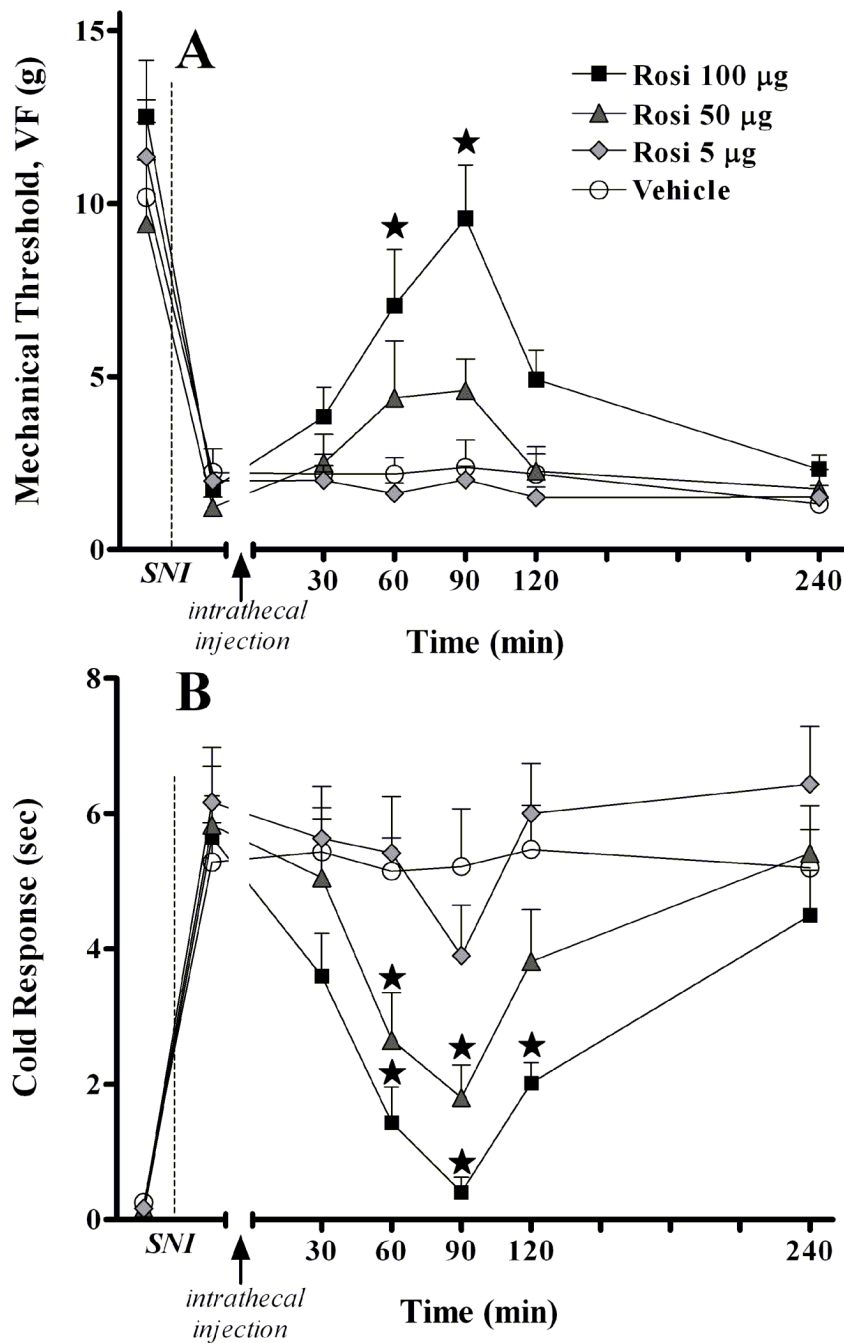 A
15
10
5
0
Mechanical Threshold, VF (g)
Rosi 100 μg
Rosi 50 μg
Rosi 5 μg
Vehicle
SNI
30 60 90 120 240
intrathecal
injection
Time (min)
B
8
6
4
2
0
Cold Response (sec)
SNI
30 60 90 120 240
intrathecal
injection
Time (min)